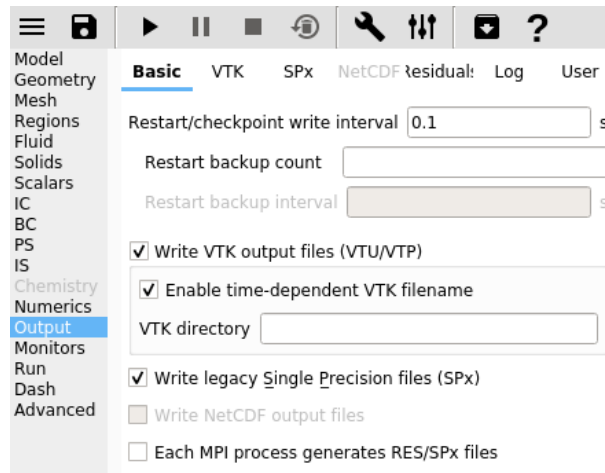 ?
Model
Geometry
Mesh
Regions
Fluid
Solids
Scalars
IC
BC
PS
IS
Chemistry
Numerics
Output
Monitors
Run
Dash
Advanced
Basic VTK SPx NetCDF Residuals Log User
Restart/checkpoint write interval 0.1 s
Restart backup count
Restart backup interval s
Write VTK output files (VTU/VTP)
Enable time-dependent VTK filename
VTK directory
Write legacy Single Precision files (SPx)
Write NetCDF output files
Each MPI process generates RES/SPx files